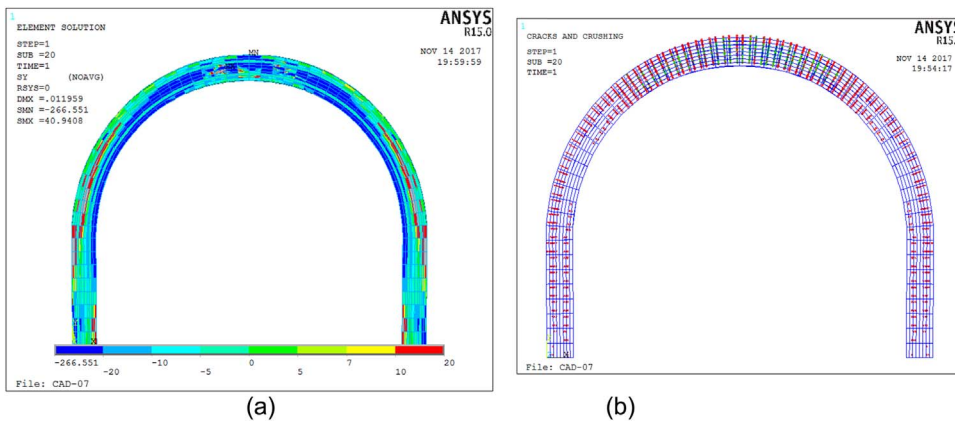 1
ELEMENT SOLUTION
STEP=1
SUB =20
TIME=1
SY (NOAVG)
RSYS=0
DMX =.011959
SMN =-266.551
SMX =40.9408
ANSYS
R15.0
NOV 14 2017
19:59:59
MN
X
-266.551 -20 -10 -5 0 5 7 10 20
File: CAD-07
(a)
1
CRACKS AND CRUSHING
STEP=1
SUB =20
TIME=1
ANSYS
R15.
NOV 14 2017
19:54:17
X
File: CAD-07
(b)